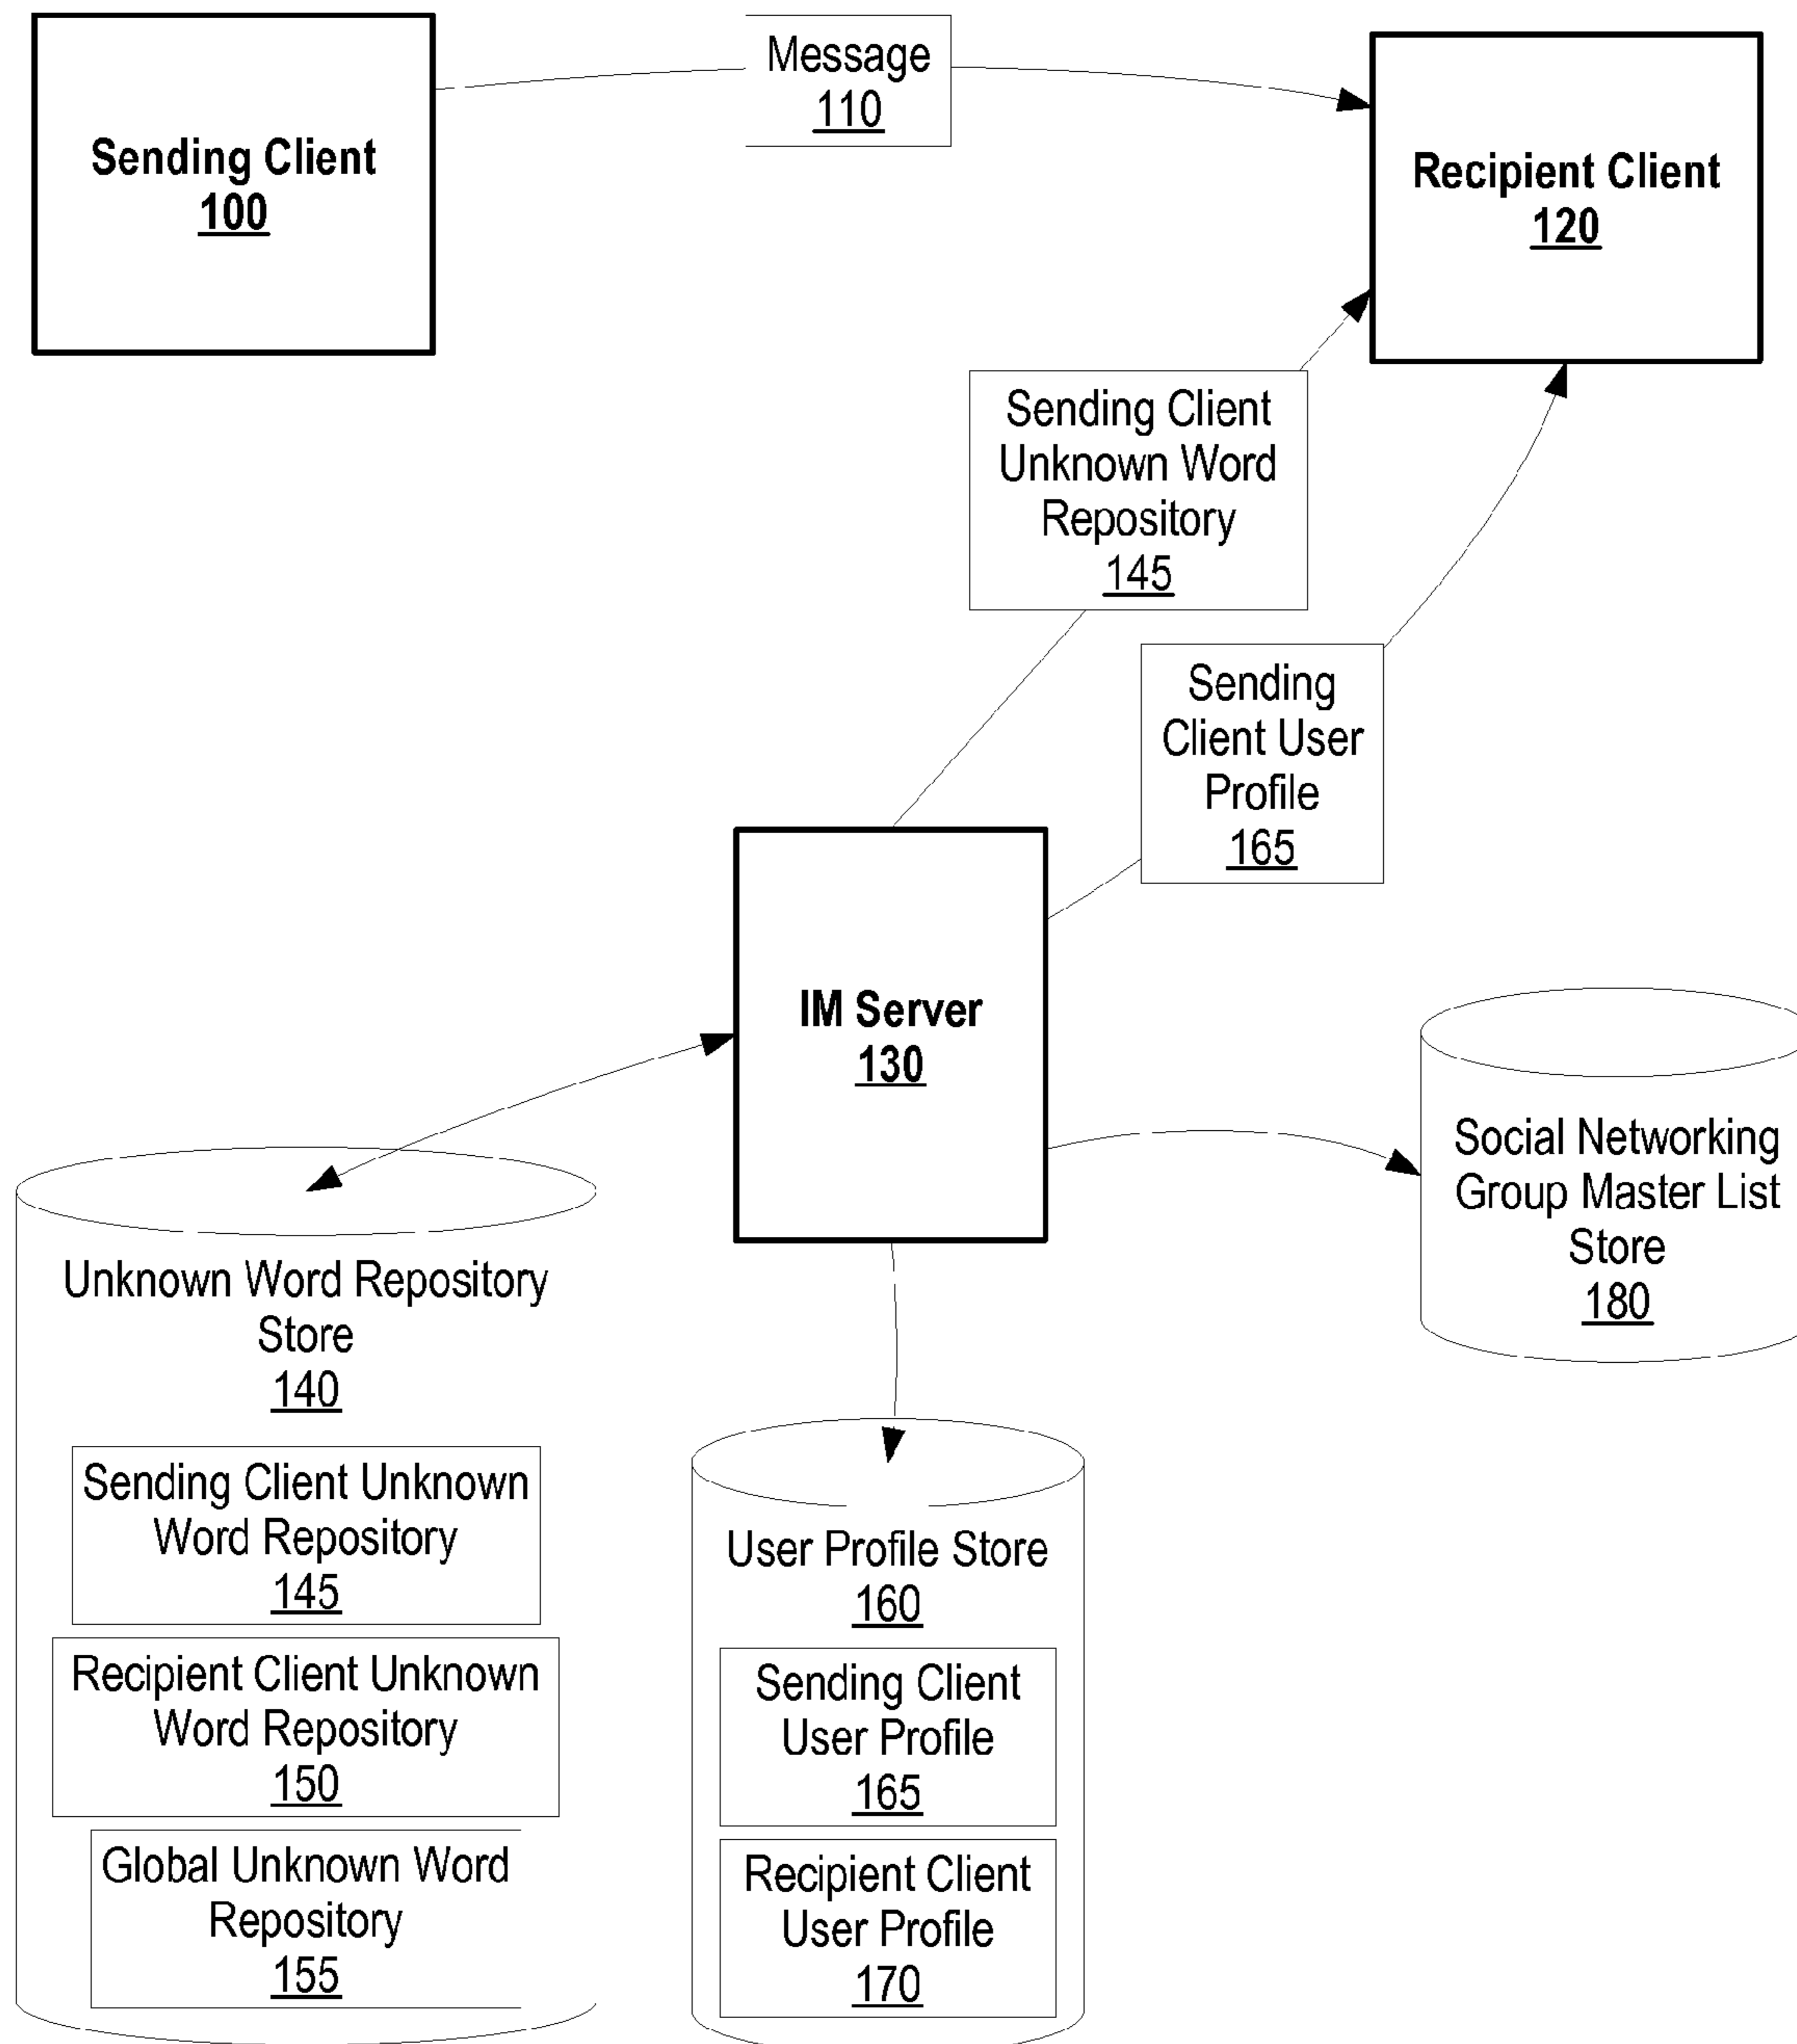 Sending Client
100
Message
110
Recipient Client
120
Sending Client
Unknown Word
Repository
145
Sending
Client User
Profile
165
IM Server
130
Social Networking
Group Master List
Store
180
Unknown Word Repository
Store
140
Sending Client Unknown
Word Repository
145
Recipient Client Unknown
Word Repository
150
Global Unknown Word
Repository
155
User Profile Store
160
Sending Client
User Profile
165
Recipient Client
User Profile
170